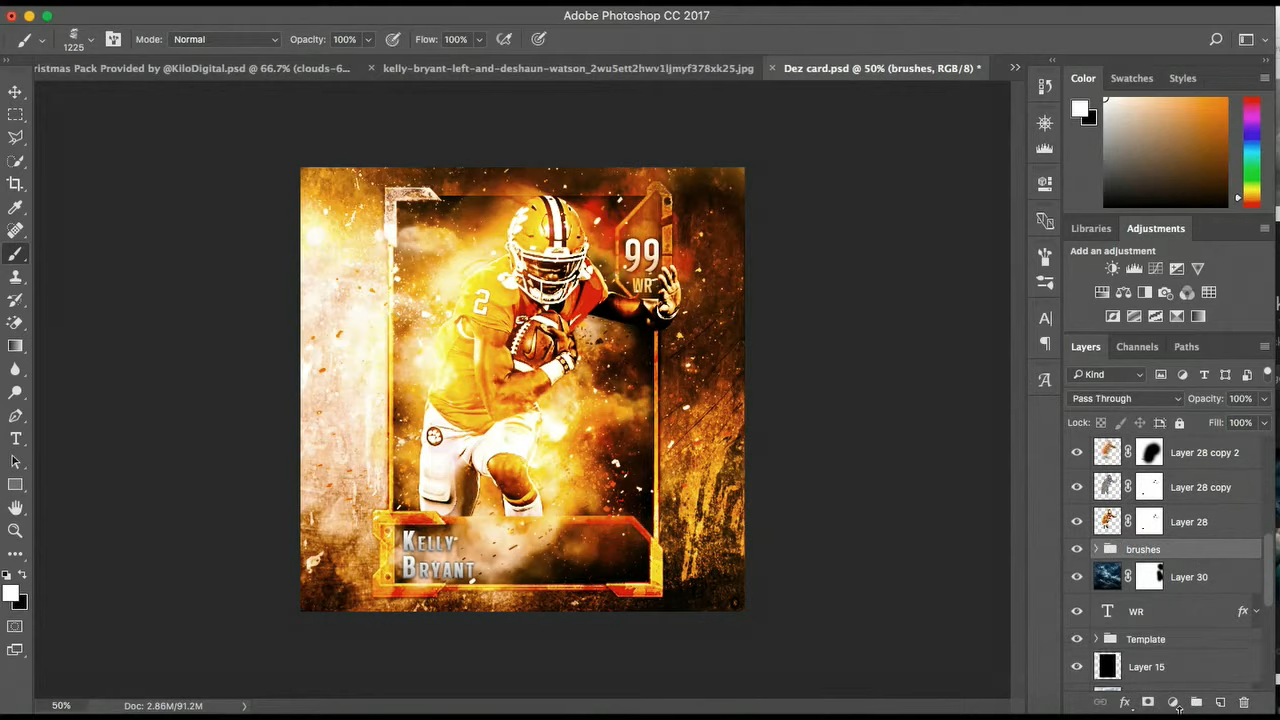 Adobe Photoshop CC 2017
1225
Mode: Normal
Opacity: 100%
Flow: 100%
ristmas Pack Provided by @KiloDigital.psd @ 66.7% (clouds-6...
kelly-bryant-left-and-deshaun-watson_2wu5ett2hwv1ljmyf378xk25.jpg
Dez card.psd @ 50% (brushes, RGB/8) *
Color
Swatches
Styles
Libraries
Adjustments
Add an adjustment
Layers
Channels
Paths
Kind
Pass Through
Opacity: 100%
Lock:
Fill: 100%
Layer 28 copy 2
Layer 28 copy
Layer 28
brushes
Layer 30
WR
fx
Template
Layer 15
fx
99
WR
2
KELLY
BRYANT
50%
Doc: 2.86M/91.2M